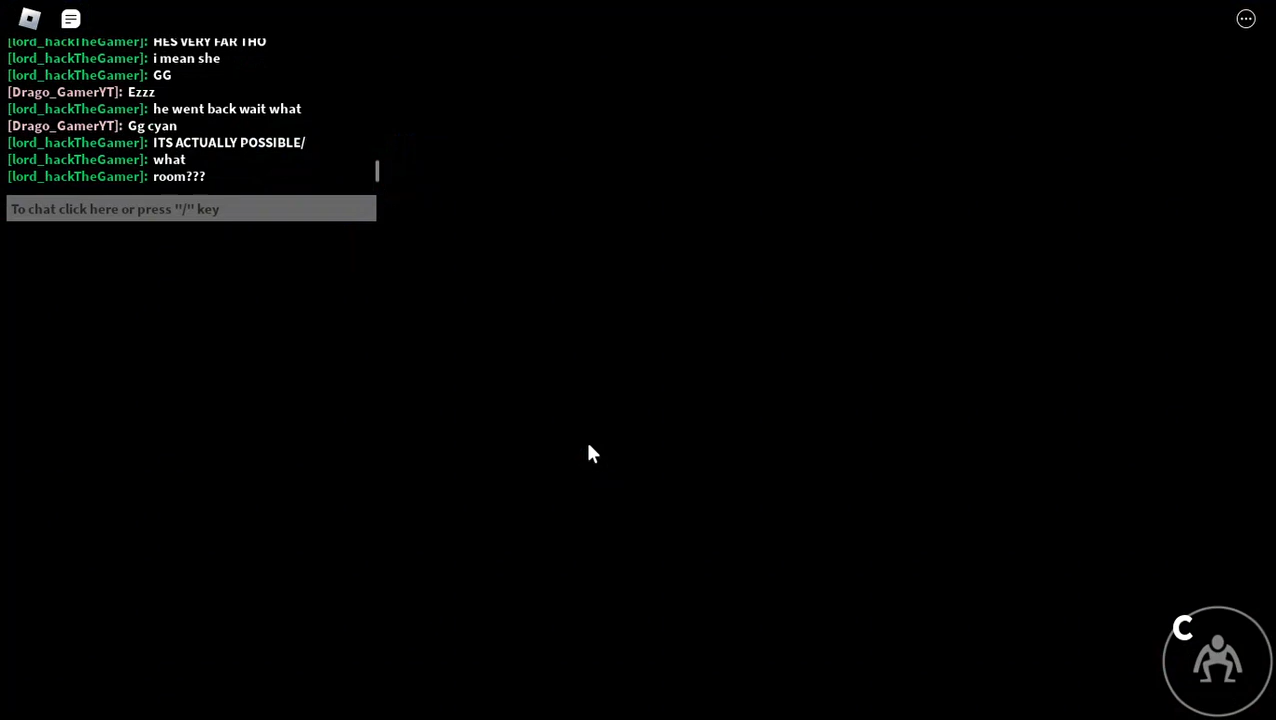 [lord_hackTheGamer]: HES VERY FAR THO
[lord_hackTheGamer]: i mean she
[lord_hackTheGamer]: GG
[Drago_GamerYT]: Ezzz
[lord_hackTheGamer]: he went back wait what
[Drago_GamerYT]: Gg cyan
[lord_hackTheGamer]: ITS ACTUALLY POSSIBLE/
[lord_hackTheGamer]: what
[lord_hackTheGamer]: room???
To chat click here or press "/" key
C